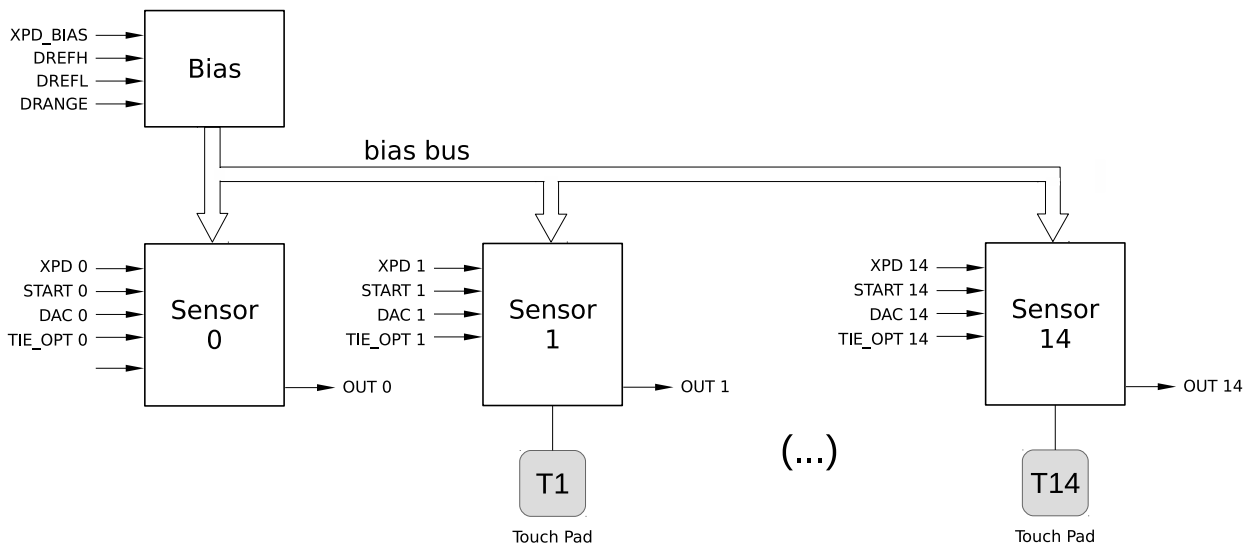 XPD_BIAS
DREFH
DREFL
DRANGE
Bias
bias bus
XPD 0
START 0
DAC 0
TIE_OPT 0
Sensor
0
OUT 0
XPD 1
START 1
DAC 1
TIE_OPT 1
Sensor
1
OUT 1
XPD 14
START 14
DAC 14
TIE_OPT 14
Sensor
14
OUT 14
(...)
T1
Touch Pad
T14
Touch Pad